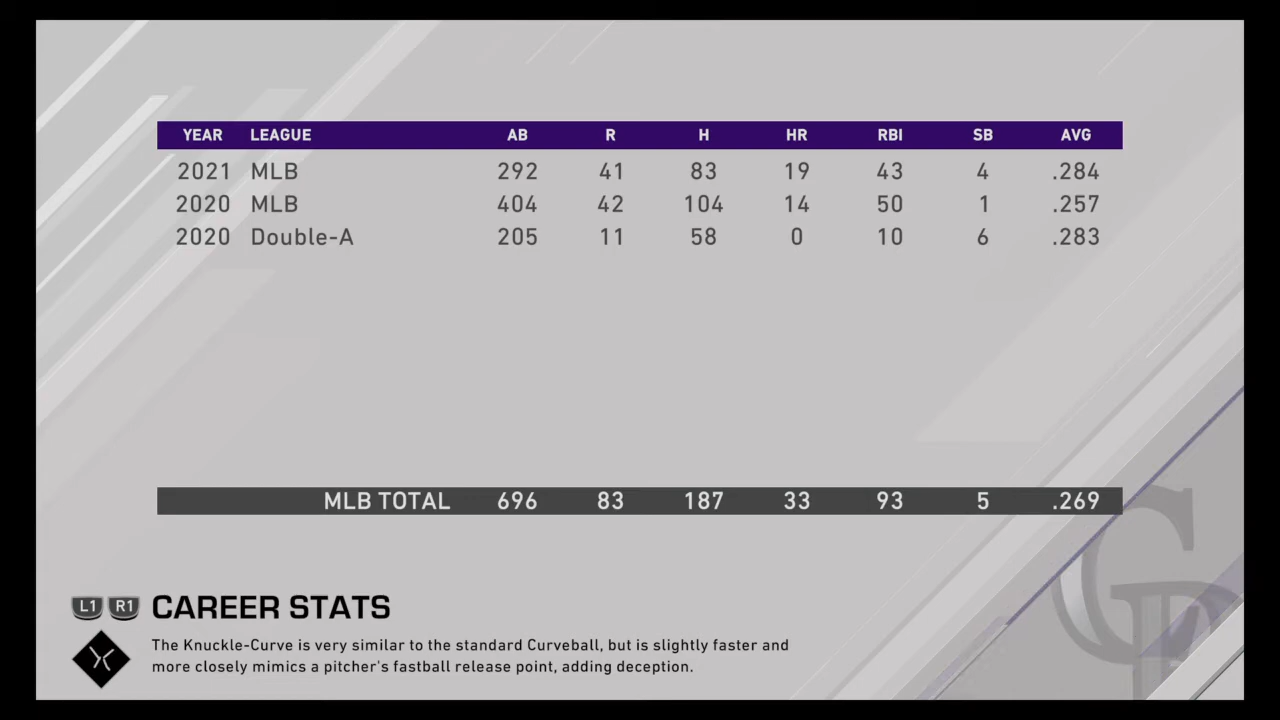 YEAR LEAGUE AB R H HR RBI SB AVG
2021 MLB 292 41 83 19 43 4 .284
2020 MLB 404 42 104 14 50 1 .257
2020 Double-A 205 11 58 0 10 6 .283
MLB TOTAL 696 83 187 33 93 5 .269
L1 R1 CAREER STATS
The Knuckle-Curve is very similar to the standard Curveball, but is slightly faster and
more closely mimics a pitcher's fastball release point, adding deception.